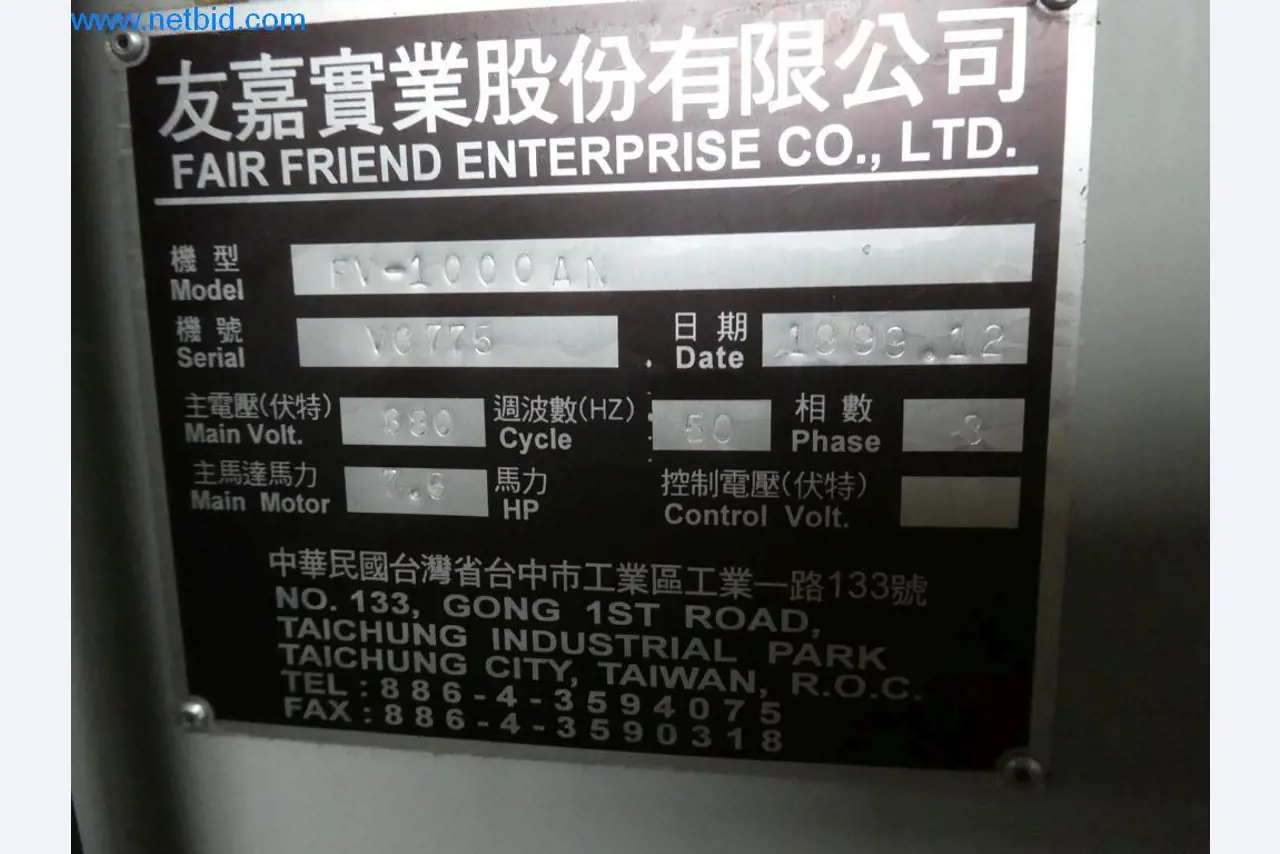 www.netbid.com
友嘉實業股份有限公司
FAIR FRIEND ENTERPRISE CO., LTD.
機型 FV-1000AN
Model
機號 日期 1999.12
Serial Date
主電壓(伏特) 週波數(HZ) 50 相數 3
Main Volt. Cycle Phase
主馬達馬力 馬力 控制電壓(伏特)
Main Motor HP Control Volt.
中華民國台灣省台中市工業區工業一路133號
NO. 133, GONG 1ST ROAD,
TAICHUNG INDUSTRIAL PARK
TAICHUNG CITY, TAIWAN, R.O.C.
TEL : 886-4-3594075
FAX : 886-4-3590318